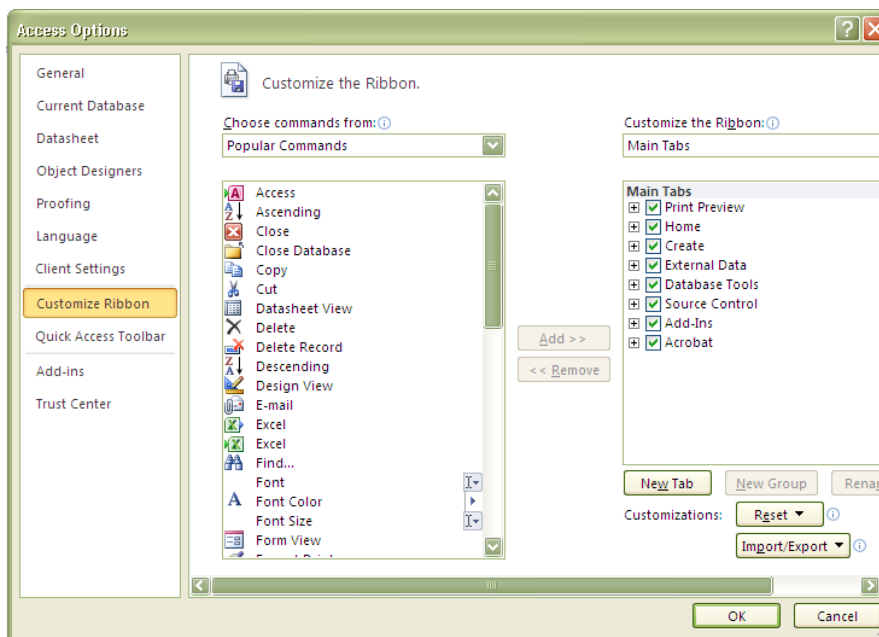 Access Options
General
Current Database
Datasheet
Object Designers
Proofing
Language
Client Settings
Customize Ribbon
Quick Access Toolbar
Add-ins
Trust Center
Customize the Ribbon.
Choose commands from:
Popular Commands
Access
Ascending
Close
Close Database
Copy
Cut
Datasheet View
Delete
Delete Record
Descending
Design View
E-mail
Excel
Excel
Find...
Font
Font Color
Font Size
Form View
Add >>
<< Remove
Customize the Ribbon:
Main Tabs
Main Tabs
Print Preview
Home
Create
External Data
Database Tools
Source Control
Add-Ins
Acrobat
New Tab
New Group
Customizations:
Reset
Import/Export
OK
Cancel